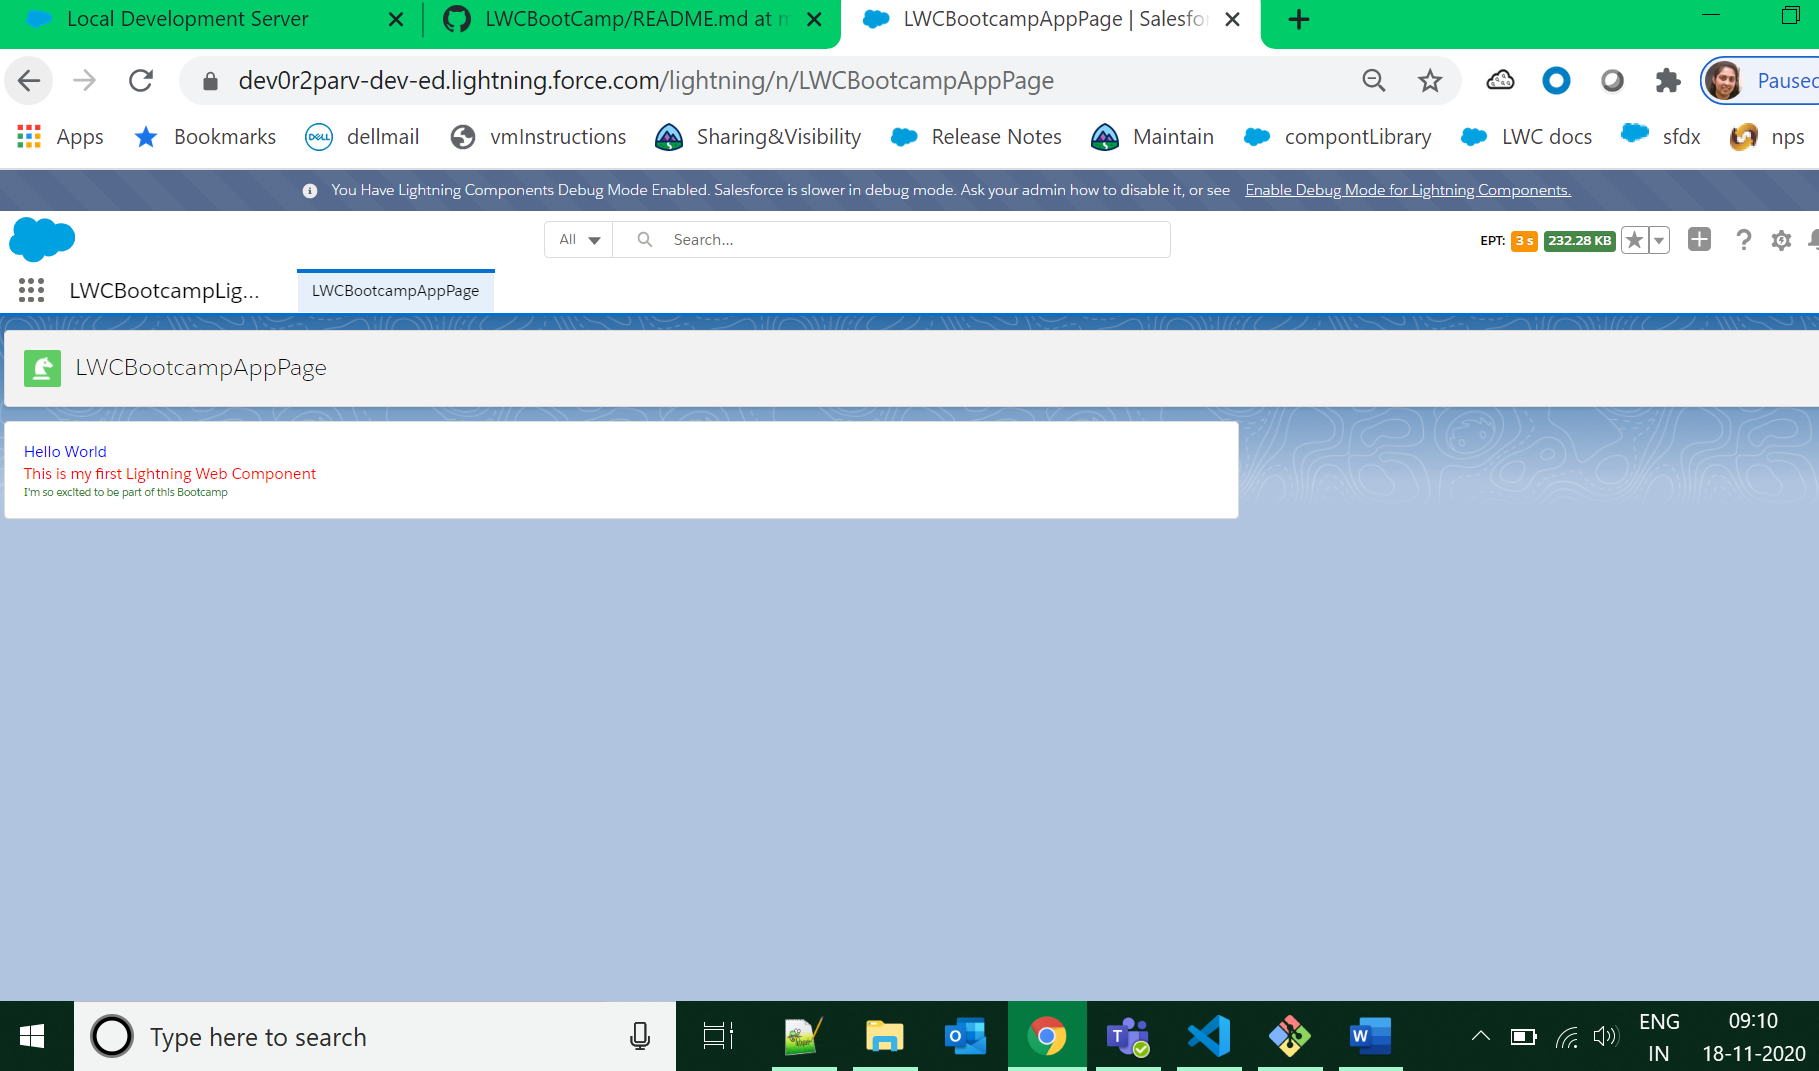 Local Development Server
LWCBootCamp/README.md at m
LWCBootcampAppPage | Salesfo
dev0r2parv-dev-ed.lightning.force.com/lightning/n/LWCBootcampAppPage
Paused
Apps Bookmarks dellmail vmInstructions Sharing&Visibility Release Notes Maintain compontLibrary LWC docs sfdx nps
You Have Lightning Components Debug Mode Enabled. Salesforce is slower in debug mode. Ask your admin how to disable it, or see Enable Debug Mode for Lightning Components.
All Search...
EPT: 3 s 232.28 KB
LWCBootcampLig... LWCBootcampAppPage
LWCBootcampAppPage
Hello World
This is my first Lightning Web Component
I'm so excited to be part of this Bootcamp
Type here to search
ENG
IN
09:10
18-11-2020